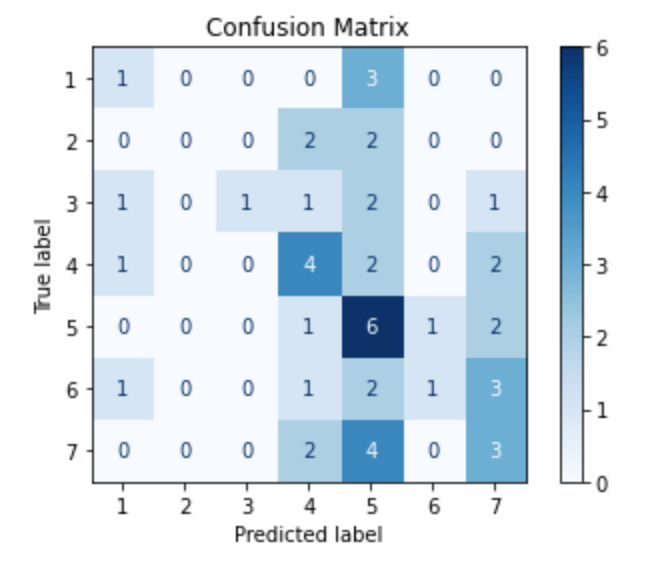 Confusion Matrix
1 1 0 0 0 3 0 0
2 0 0 0 2 2 0 0
3 1 0 1 1 2 0 1
4 1 0 0 4 2 0 2
5 0 0 0 1 6 1 2
6 1 0 0 1 2 1 3
7 0 0 0 2 4 0 3
1 2 3 4 5 6 7
Predicted label
True label
6
5
4
3
2
1
0